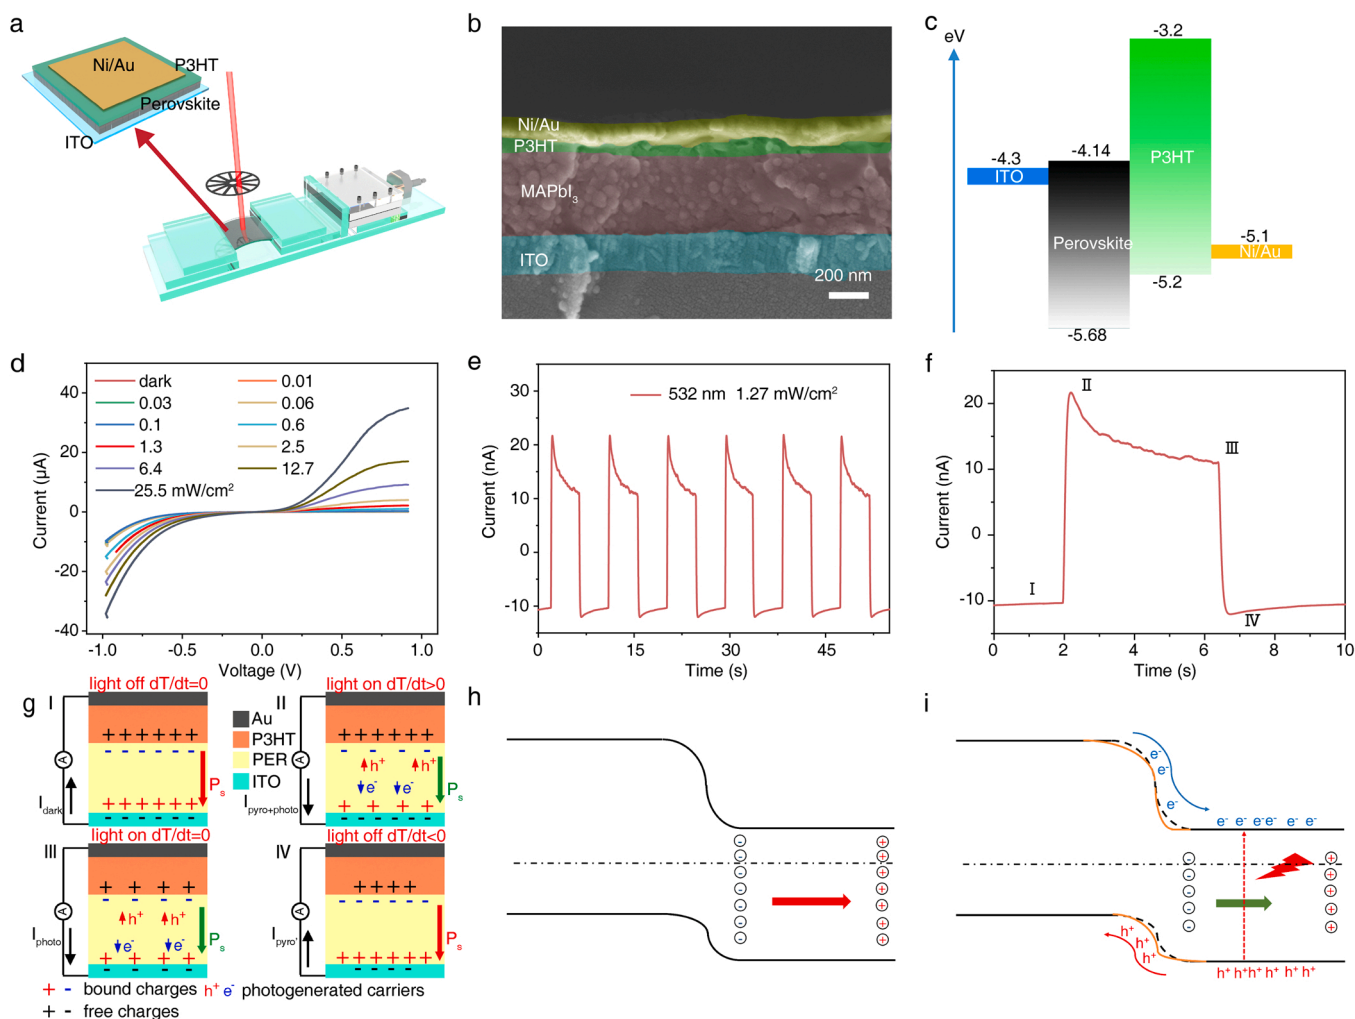 a
Ni/Au
P3HT
Perovskite
ITO
b
Ni/Au
P3HT
MAPbI3
ITO
200 nm
c
eV
-3.2
-4.14
-4.3
ITO
P3HT
-5.1
Perovskite
Ni/Au
-5.2
-5.68
d
Current (μA)
40
20
0
-20
-40
dark
0.01
0.03
0.06
0.1
0.6
1.3
2.5
6.4
12.7
25.5 mW/cm2
-1.0
-0.5
0.0
0.5
1.0
Voltage (V)
e
Current (nA)
30
20
10
0
-10
532 nm 1.27 mW/cm2
0
15
30
45
Time (s)
f
Current (nA)
20
10
0
-10
I
II
III
IV
0
2
4
6
8
10
Time (s)
g
light off dT/dt=0
I
A
Idark
+ + + + + +
- - - - - -
+ + + + + +
- - - - - -
Ps
Au
P3HT
PER
ITO
light on dT/dt>0
II
A
Ipyro+photo
+ + + + + +
- - - -
h+ h+
e- e-
+ + + +
- - - - - -
Ps
light on dT/dt=0
III
A
Iphoto
+ + + +
- - - -
h+ h+
e- e-
+ + + +
- - - -
Ps
light off dT/dt<0
IV
A
Ipyro'
+ + + + +
- - - - - -
+ + + + + +
- - - -
Ps
+ - bound charges h+ e- photogenerated carriers
+ - free charges
h
- +
- +
- +
- +
- +
- +
- +
i
e-
e-
e-
e- e- e-e- e- e-
- +
- +
- +
- +
- +
- +
h+
h+
h+
h+ h+h+ h+ h+ h+